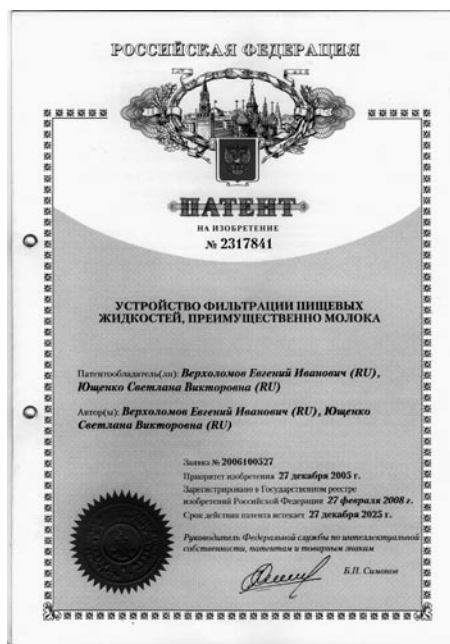 РОССИЙСКАЯ ФЕДЕРАЦИЯ
ПАТЕНТ
НА ИЗОБРЕТЕНИЕ
№ 2317841
УСТРОЙСТВО ФИЛЬТРАЦИИ ПИЩЕВЫХ
ЖИДКОСТЕЙ, ПРЕИМУЩЕСТВЕННО МОЛОКА
Патентообладатель(ли): Верхоломов Евгений Иванович (RU),
Ющенко Светлана Викторовна (RU)
Автор(ы): Верхоломов Евгений Иванович (RU), Ющенко
Светлана Викторовна (RU)
Заявка № 2006100527
Приоритет изобретения 27 декабря 2005 г.
Зарегистрировано в Государственном реестре
изобретений Российской Федерации 27 февраля 2008 г.
Срок действия патента истекает 27 декабря 2025 г.
Руководитель Федеральной службы по интеллектуальной
собственности, патентам и товарным знакам
Б.П. Симонов